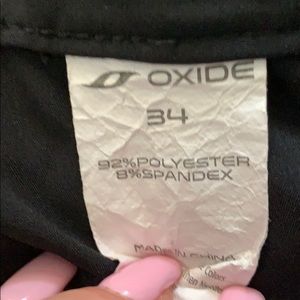 OXIDE
34
92%POLYESTER
8%SPANDEX
MADE IN CHINA